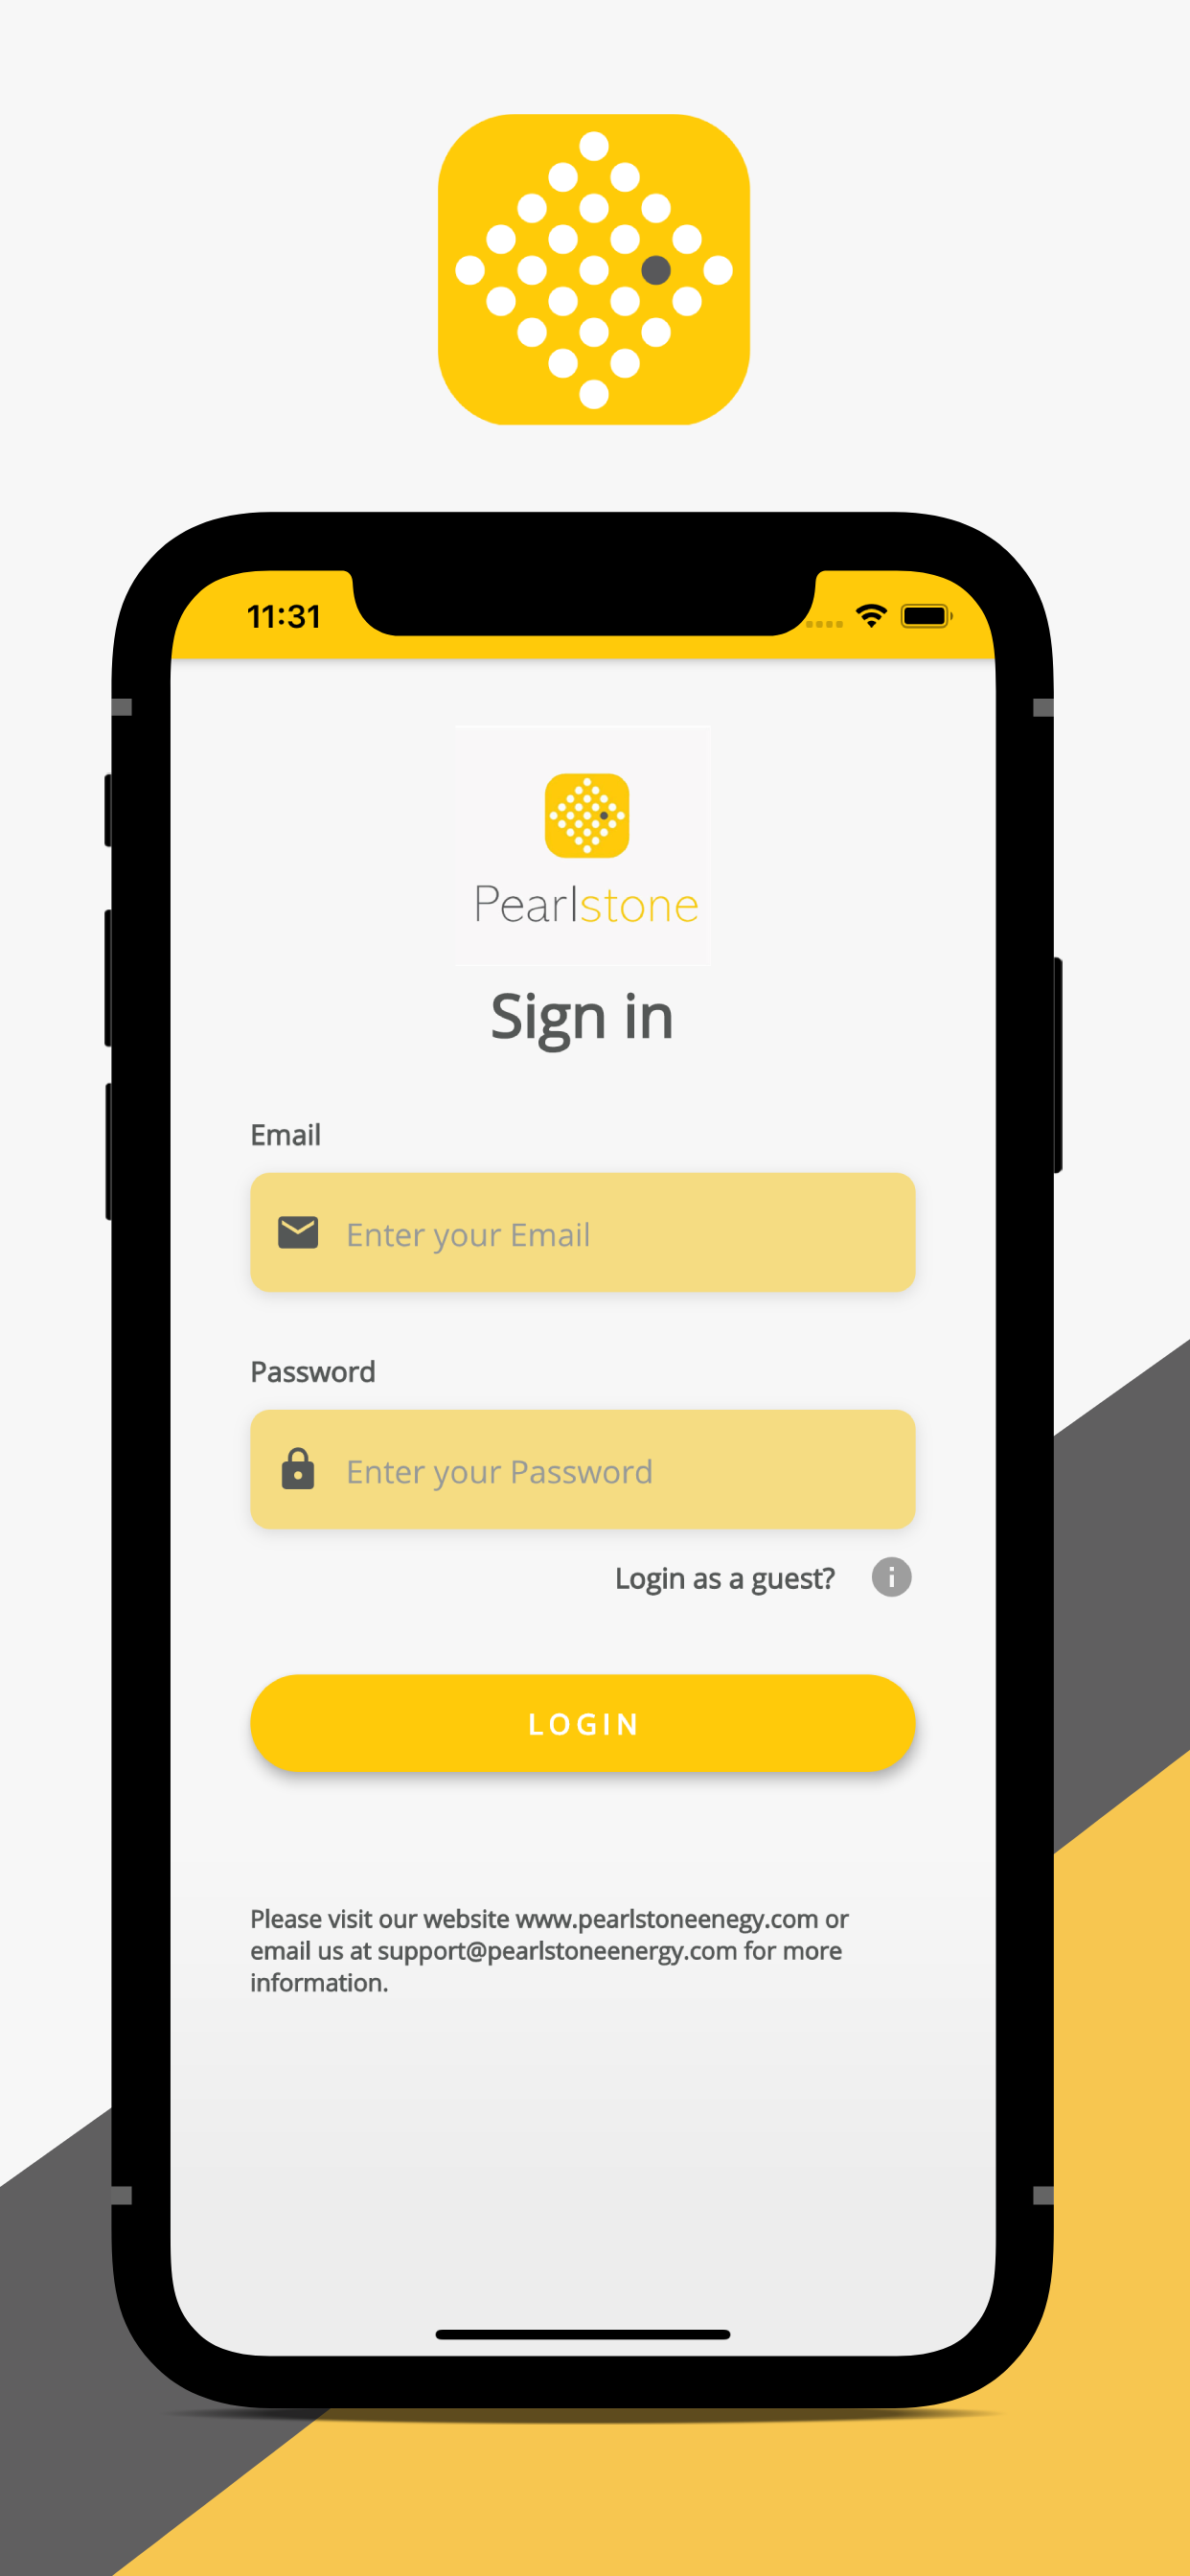 11:31
Pearlstone
Sign in
Email
Enter your Email
Password
Enter your Password
Login as a guest?
LOGIN
Please visit our website www.pearlstoneenegy.com or
email us at support@pearlstoneenergy.com for more
information.